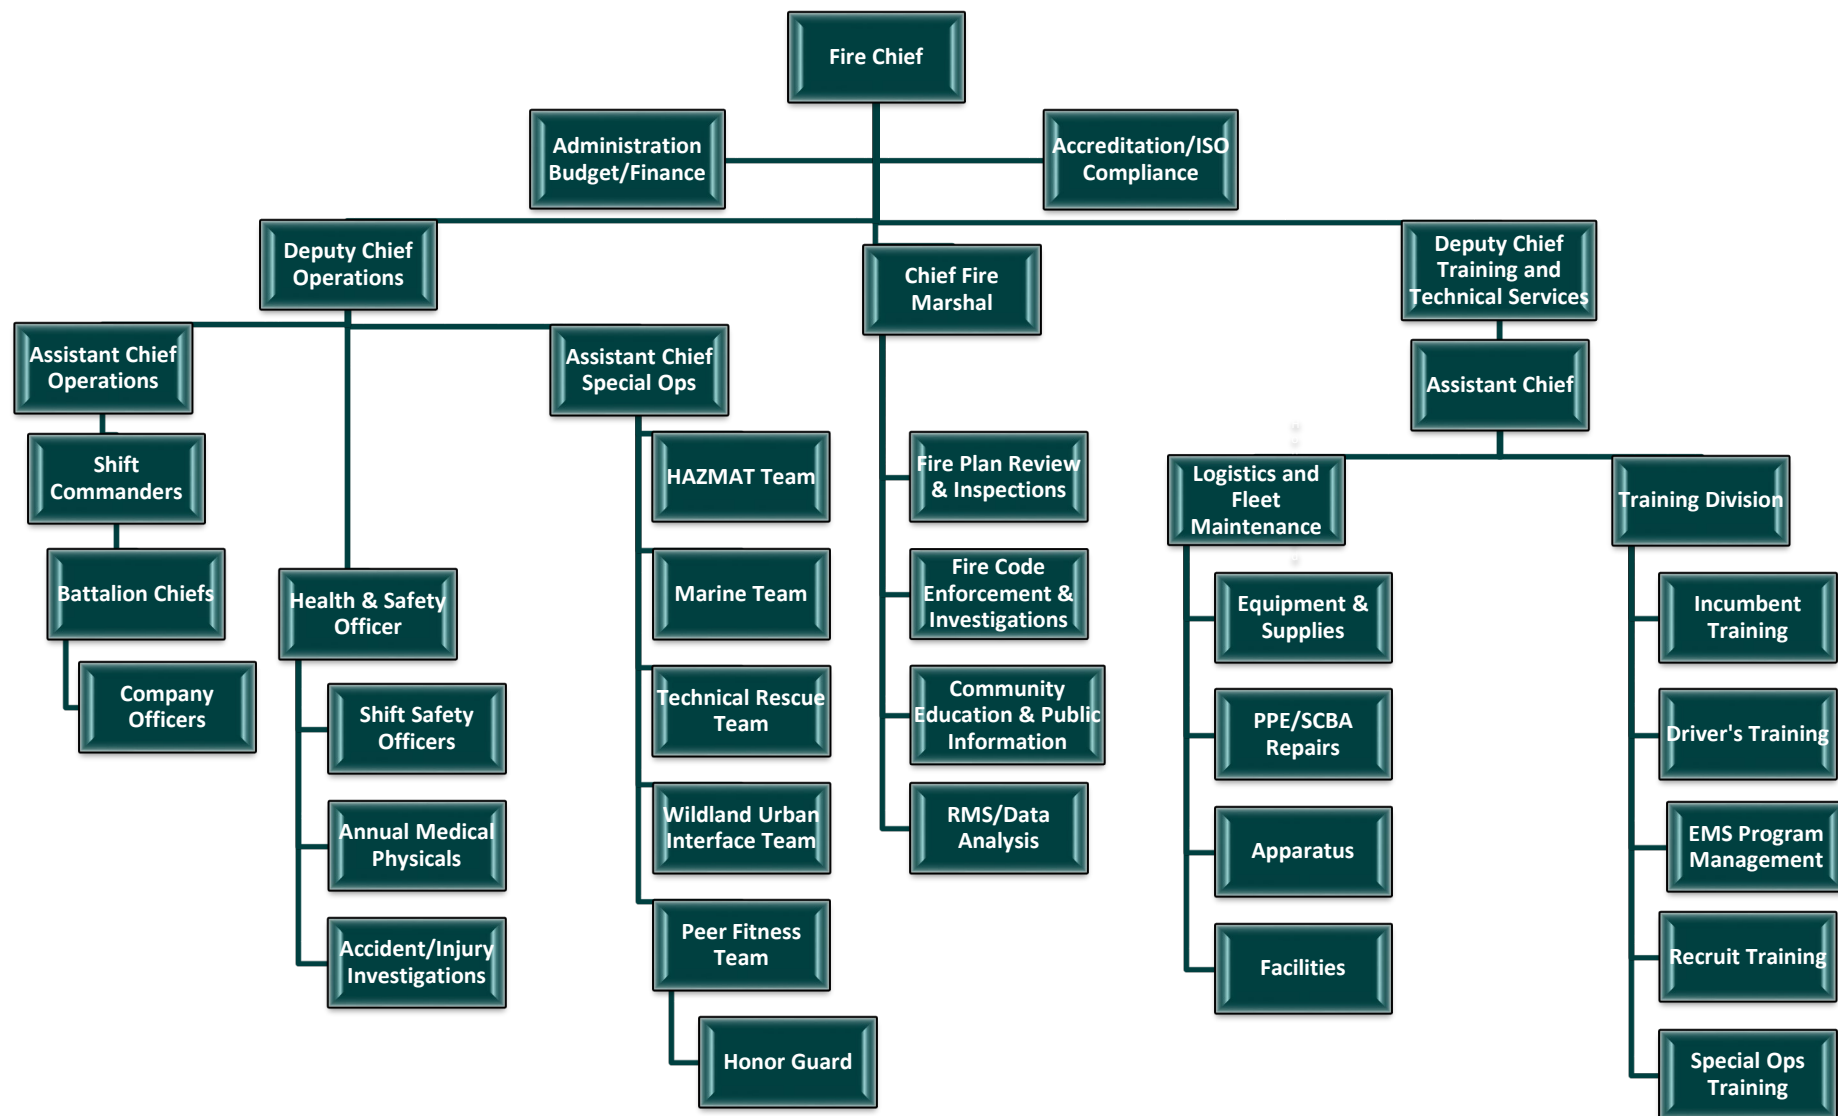 Fire Chief
Administration
Budget/Finance
Accreditation/ISO
Compliance
Deputy Chief
Operations
Chief Fire
Marshal
Deputy Chief
Training and
Technical Services
Assistant Chief
Operations
Assistant Chief
Special Ops
Assistant Chief
Shift
Commanders
HAZMAT Team
Fire Plan Review
& Inspections
Logistics and
Fleet
Maintenance
Training Division
Battalion Chiefs
Health & Safety
Officer
Marine Team
Fire Code
Enforcement &
Investigations
Equipment &
Supplies
Incumbent
Training
Company
Officers
Shift Safety
Officers
Technical Rescue
Team
Community
Education & Public
Information
PPE/SCBA
Repairs
Driver's Training
Annual Medical
Physicals
Wildland Urban
Interface Team
RMS/Data
Analysis
Apparatus
EMS Program
Management
Accident/Injury
Investigations
Peer Fitness
Team
Facilities
Recruit Training
Honor Guard
Special Ops
Training